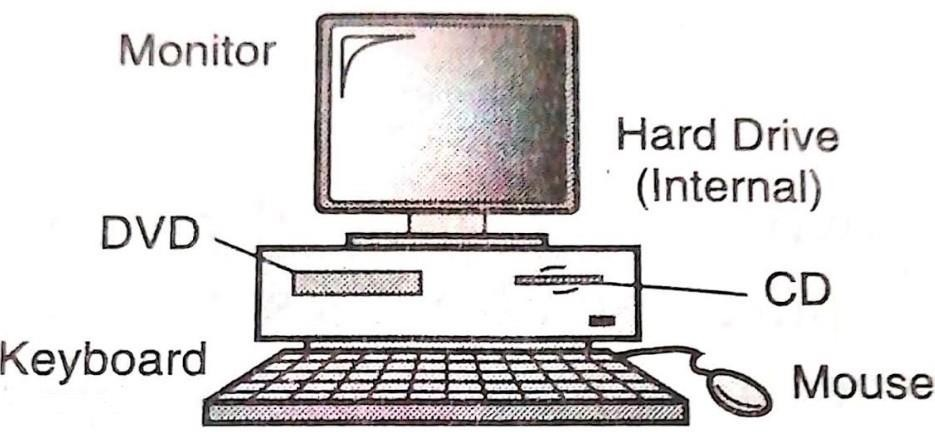 Monitor
Hard Drive
(Internal)
DVD
CD
Keyboard
Mouse